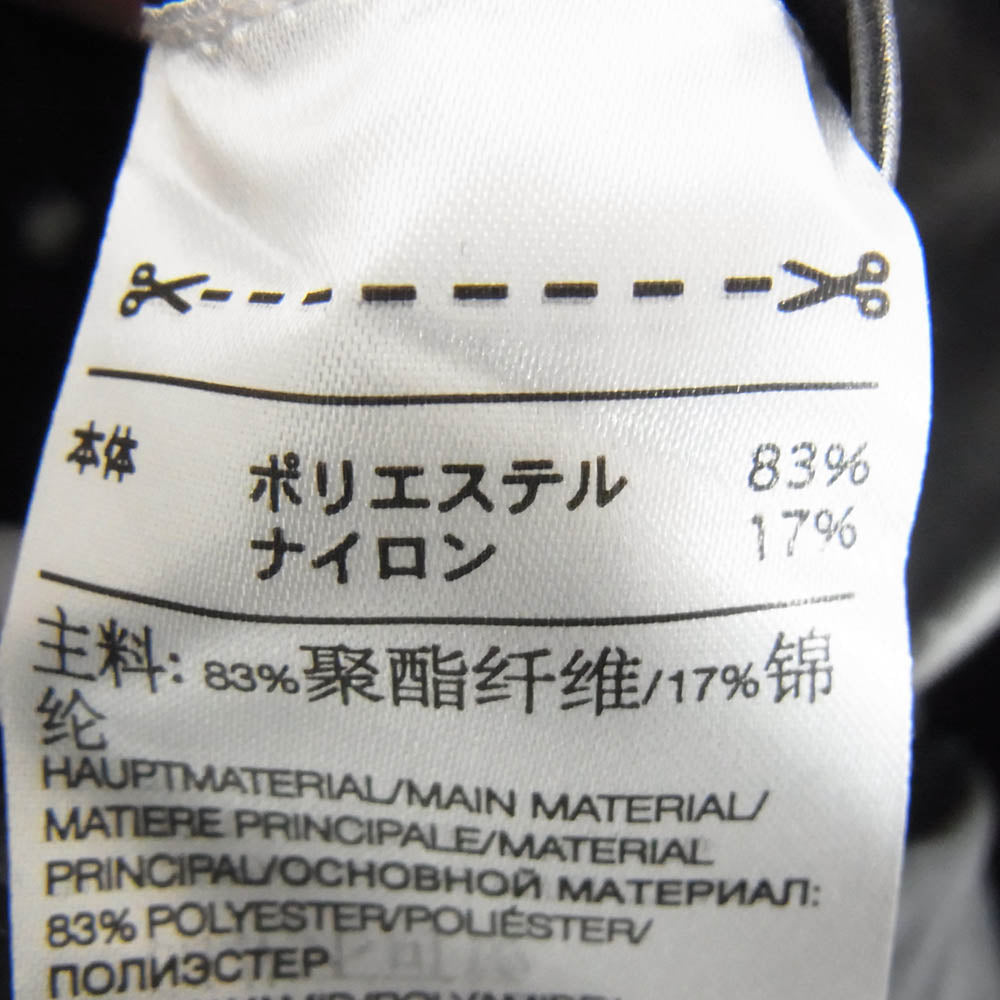 本体 ポリエステル 83%
ナイロン 17%
主料: 83%聚酯纤维/17%锦
纶
HAUPTMATERIAL/MAIN MATERIAL/
MATIERE PRINCIPALE/MATERIAL
PRINCIPAL/ОСНОВНОЙ МАТЕРИАЛ:
83% POLYESTER/POLIÉSTER/
ПОЛИЭСТЕР